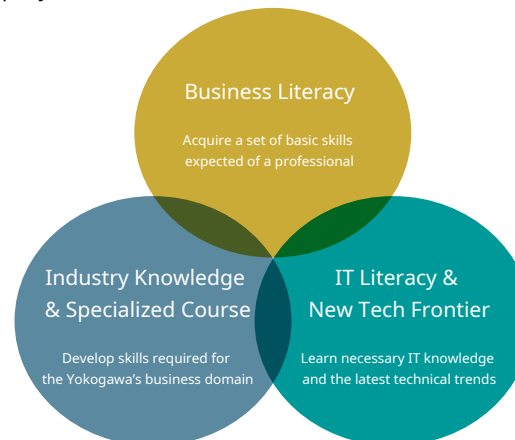 Business Literacy
Acquire a set of basic skills
expected of a professional
Industry Knowledge
& Specialized Course
Develop skills required for
the Yokogawa's business domain
IT Literacy &
New Tech Frontier
Learn necessary IT knowledge
and the latest technical trends